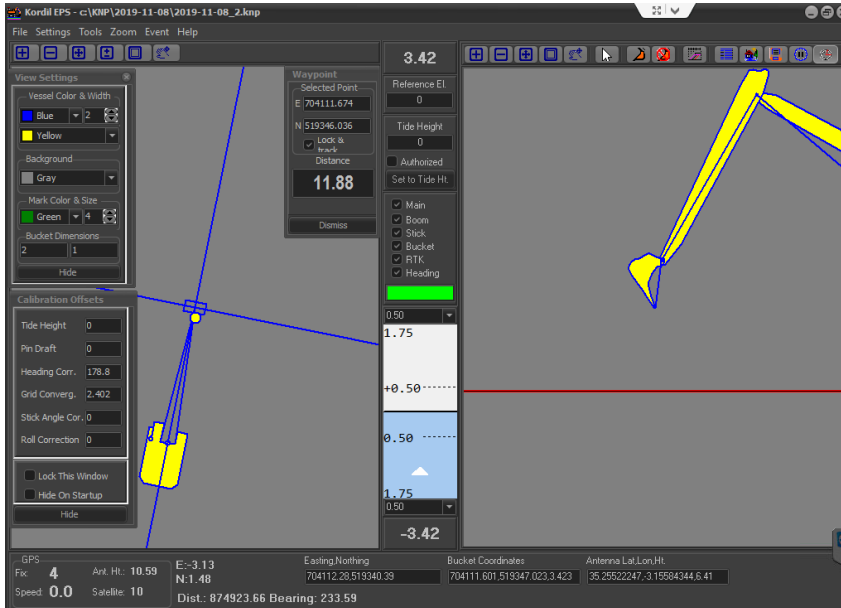 Kordil EPS - c:\KNP\2019-11-08\2019-11-08_2.knp
File Settings Tools Zoom Event Help
View Settings
Vessel Color & Width
Blue 2
Yellow
Background
Gray
Mark Color & Size
Green 4
Bucket Dimensions
2 1
Hide
Calibration Offsets
Tide Height 0
Pin Draft 0
Heading Corr. 178.8
Grid Converg. 2.402
Stick Angle Cor. 0
Roll Correction 0
Lock This Window
Hide On Startup
Hide
Waypoint
Selected Point
E 704111.674
N 519346.036
Lock & track
Distance
11.88
Dismiss
3.42
Reference El.
0
Tide Height
0
Authorized
Set to Tide Ht.
Main
Boom
Stick
Bucket
RTK
Heading
0.50
1.75
+0.50
0.50
1.75
0.50
-3.42
GPS
Fix: 4 Ant. Ht.: 10.59
Speed: 0.0 Satelite: 10
E:-3.13
N:1.48
Dist.: 874923.66 Bearing: 233.59
Easting,Northing
704112.28,519340.39
Bucket Coordinates
704111.601,519347.023,3.423
Antenna Lat,Lon,Ht.
35.25522247,-3.15584344,6.41